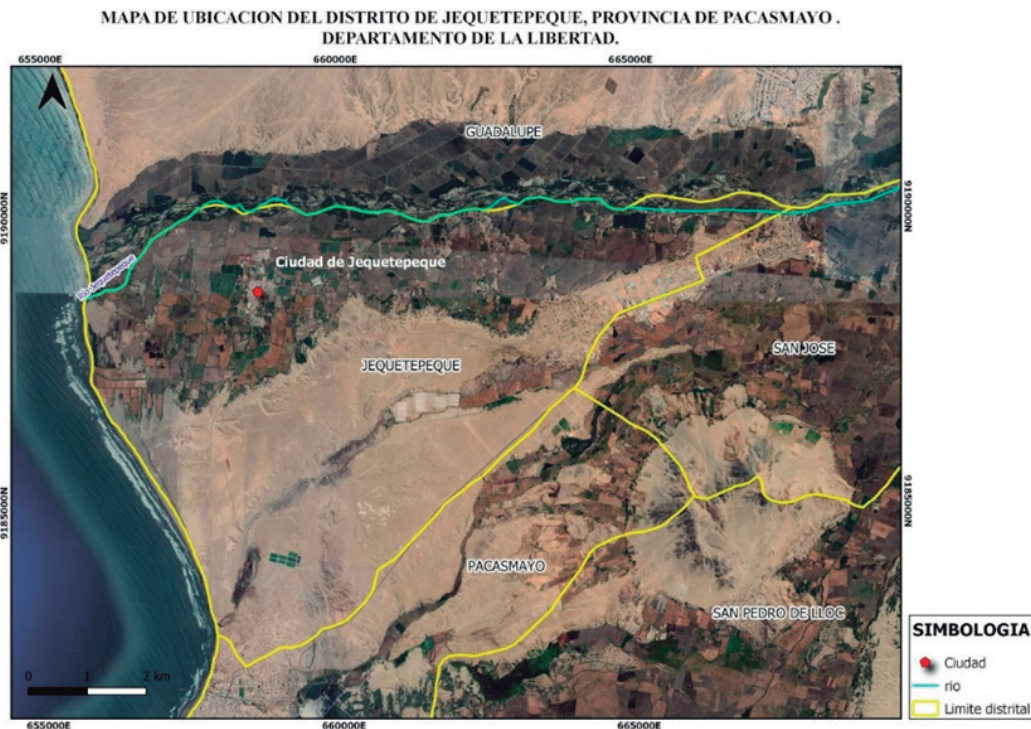 MAPA DE UBICACION DEL DISTRITO DE JEQUETEPEQUE, PROVINCIA DE PACASMAYO .
DEPARTAMENTO DE LA LIBERTAD.
655000E
660000E
665000E
GUADALUPE
9190000N
9190000N
Ciudad de Jequetepeque
Río Jequetepeque
JEQUETEPEQUE
SAN JOSE
9185000N
9185000N
PACASMAYO
SAN PEDRO DE LLOC
0 1 2 km
655000E
660000E
665000E
SIMBOLOGIA
Ciudad
rio
Limite distrital